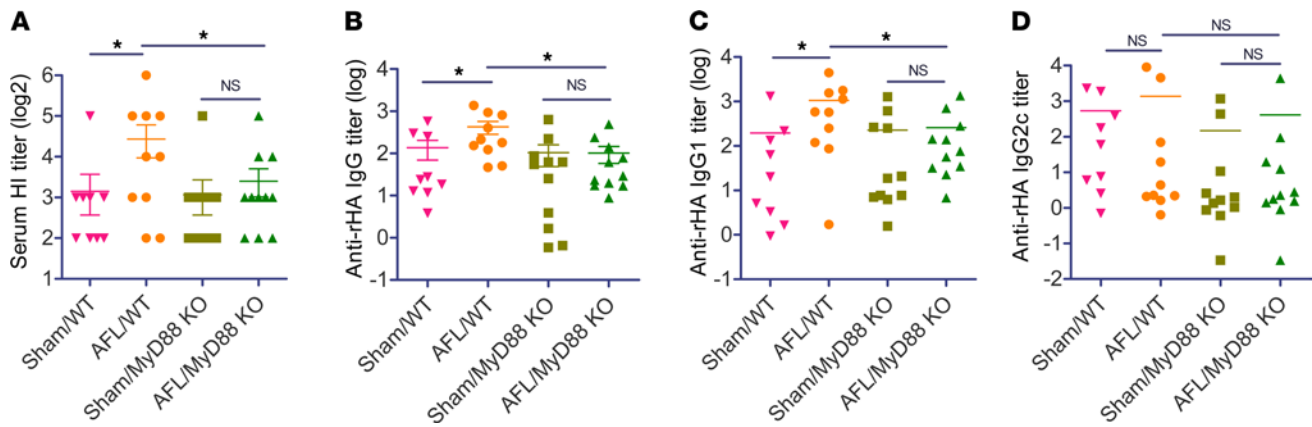 A
Serum HI titer (log2)
6
5
4
3
2
1
*
*
NS
Sham/WT
AFL/WT
Sham/MyD88 KO
AFL/MyD88 KO
B
Anti-rHA IgG titer (log)
4
3
2
1
0
-1
*
*
NS
Sham/WT
AFL/WT
Sham/MyD88 KO
AFL/MyD88 KO
C
Anti-rHA IgG1 titer (log)
4
3
2
1
0
-1
*
*
NS
Sham/WT
AFL/WT
Sham/MyD88 KO
AFL/MyD88 KO
D
Anti-rHA IgG2c titer
4
3
2
1
0
-1
-2
NS
NS
NS
Sham/WT
AFL/WT
Sham/MyD88 KO
AFL/MyD88 KO